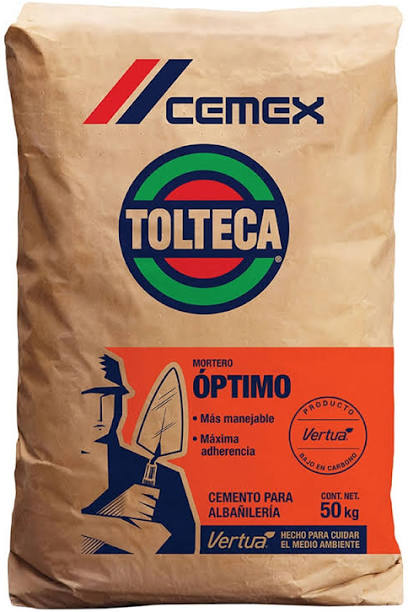 CEMEX
TOLTECA®
MORTERO
ÓPTIMO
• Más manejable
• Máxima
adherencia
PRODUCTO
Vertua
BAJO EN CARBONO
CEMENTO PARA
ALBAÑILERÍA
CONT. NET.
50 kg
Vertua
HECHO PARA CUIDAR
EL MEDIO AMBIENTE